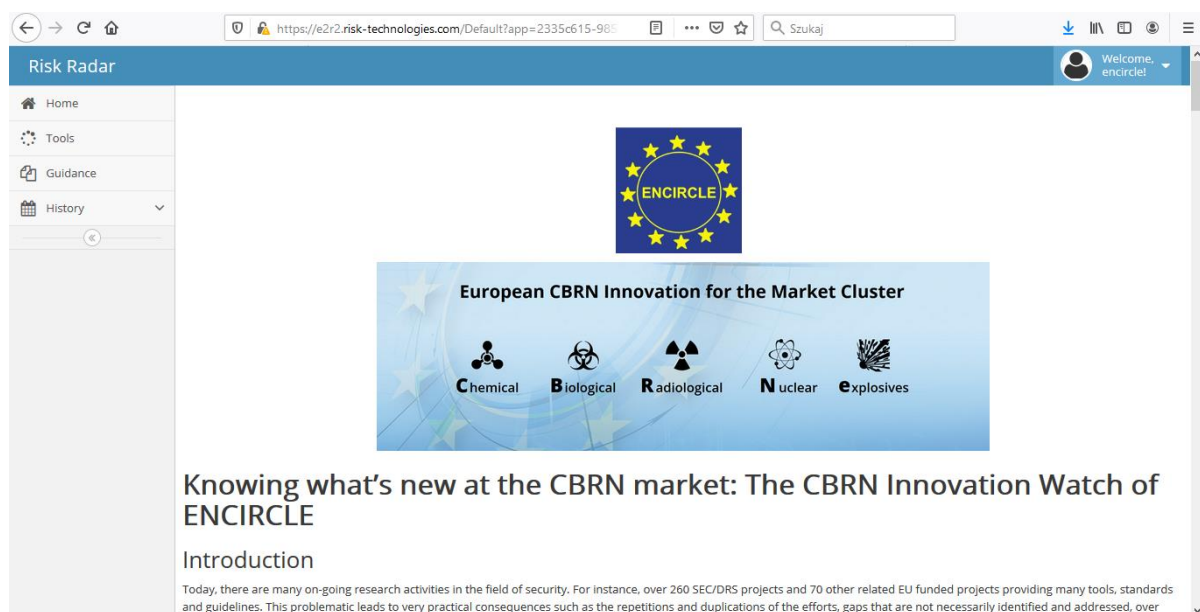 https://e2r2.risk-technologies.com/Default?app=2335c615-985
Szukaj
Risk Radar
Welcome,
encircle!
Home
Tools
Guidance
History
ENCIRCLE
European CBRN Innovation for the Market Cluster
Chemical Biological Radiological Nuclear explosives
Knowing what's new at the CBRN market: The CBRN Innovation Watch of
ENCIRCLE
Introduction
Today, there are many on-going research activities in the field of security. For instance, over 260 SEC/DRS projects and 70 other related EU funded projects providing many tools, standards
and guidelines. This problematic leads to very practical consequences such as the repetitions and duplications of the efforts, gaps that are not necessarily identified and addressed, over